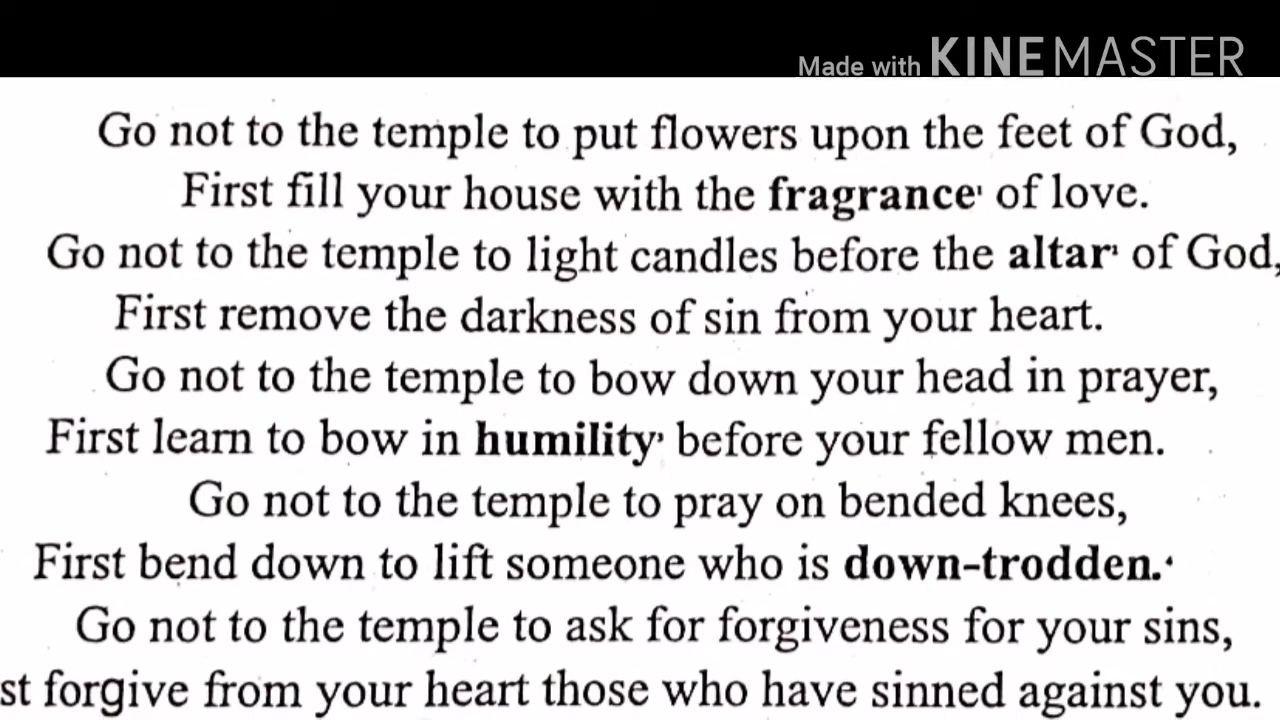 Made with KINEMASTER
Go not to the temple to put flowers upon the feet of God,
First fill your house with the fragrance¹ of love.
Go not to the temple to light candles before the altar² of God,
First remove the darkness of sin from your heart.
Go not to the temple to bow down your head in prayer,
First learn to bow in humility³ before your fellow men.
Go not to the temple to pray on bended knees,
First bend down to lift someone who is down-trodden.⁴
Go not to the temple to ask for forgiveness for your sins,
st forgive from your heart those who have sinned against you.